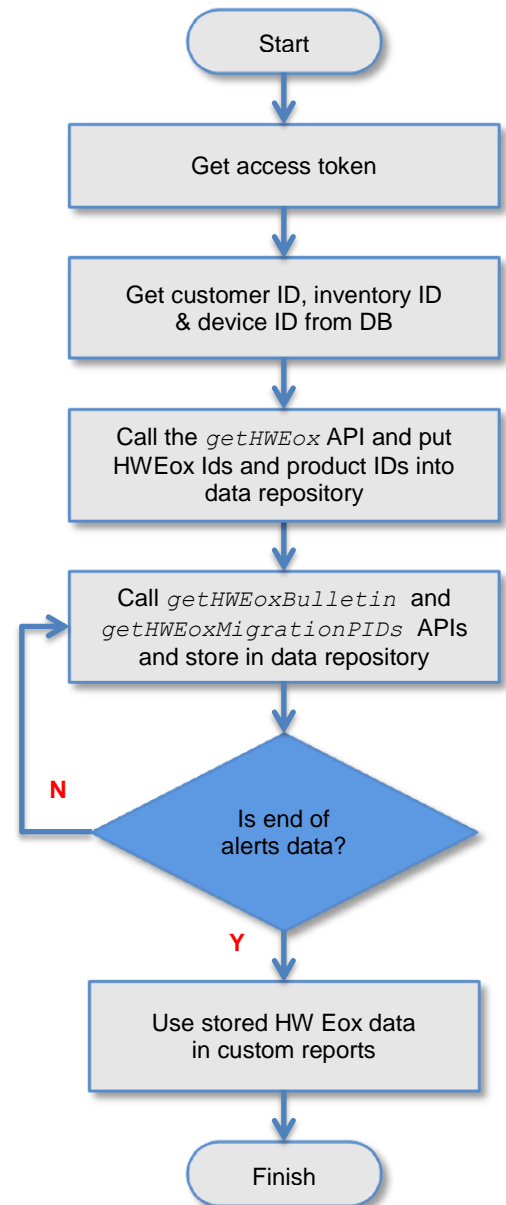 Start
Get access token
Get customer ID, inventory ID
& device ID from DB
Call the getHWEox API and put
HWEox Ids and product IDs into
data repository
Call getHWEoxBulletin and
getHWEoxMigrationPIDs APIs
and store in data repository
N
Is end of
alerts data?
Y
Use stored HW Eox data
in custom reports
Finish